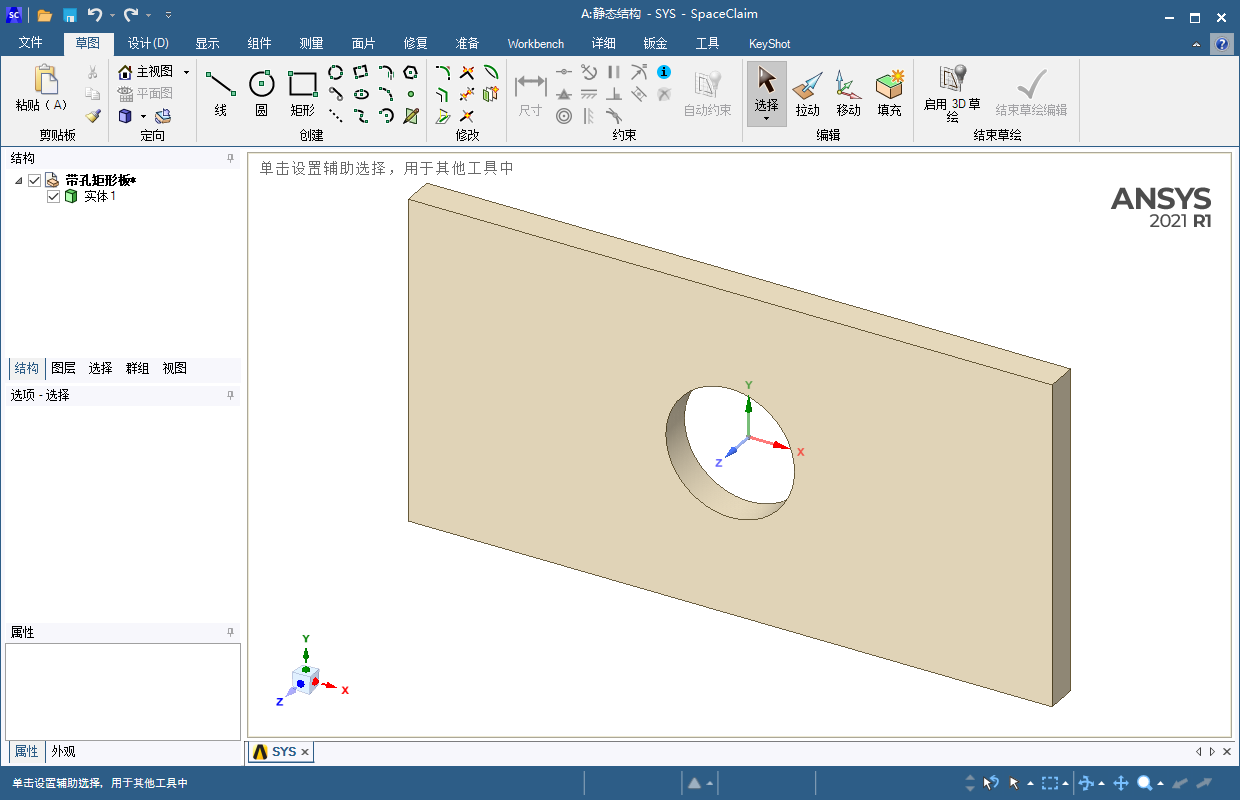 A:静态结构 - SYS - SpaceClaim
文件 草图 设计(D) 显示 组件 测量 面片 修复 准备 Workbench 详细 钣金 工具 KeyShot
粘贴（A） 主视图 平面图 线 圆 矩形 尺寸 自动约束 选择 拉动 移动 填充 启用 3D 草绘 结束草绘编辑
剪贴板 定向 创建 修改 约束 编辑 结束草绘
结构
带孔矩形板*
实体1
结构 图层 选择 群组 视图
选项 - 选择
属性
属性 外观
单击设置辅助选择，用于其他工具中
ANSYS
2021 R1
Y
X
Z
Y
X
Z
SYS
单击设置辅助选择，用于其他工具中